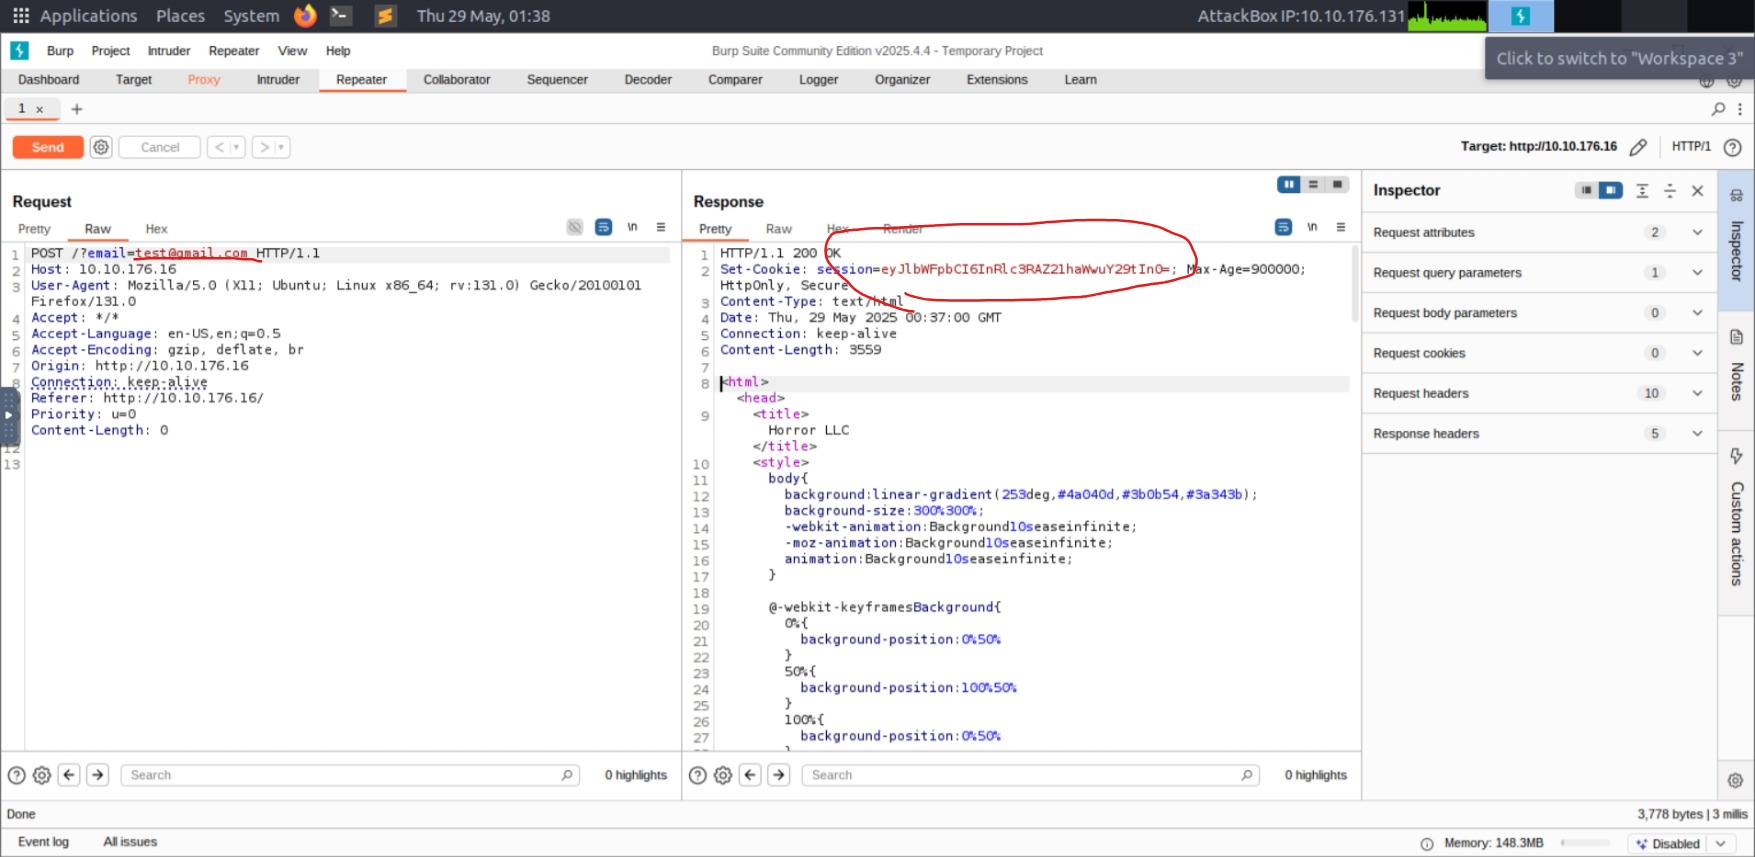 Applications Places System Thu 29 May, 01:38 AttackBox IP:10.10.176.131
Burp Project Intruder Repeater View Help Burp Suite Community Edition v2025.4.4 - Temporary Project
Click to switch to "Workspace 3"
Dashboard Target Proxy Intruder Repeater Collaborator Sequencer Decoder Comparer Logger Organizer Extensions Learn
1 × +
Send Cancel < > Target: http://10.10.176.16 HTTP/1
Request
Pretty Raw Hex \n
1 POST /?email=test@gmail.com HTTP/1.1
2 Host: 10.10.176.16
3 User-Agent: Mozilla/5.0 (X11; Ubuntu; Linux x86_64; rv:131.0) Gecko/20100101
Firefox/131.0
4 Accept: */*
5 Accept-Language: en-US,en;q=0.5
6 Accept-Encoding: gzip, deflate, br
7 Origin: http://10.10.176.16
8 Connection: keep-alive
9 Referer: http://10.10.176.16/
Priority: u=0
Content-Length: 0
12
13
Search 0 highlights
Response
Pretty Raw Hex Render \n
1 HTTP/1.1 200 OK
2 Set-Cookie: session=eyJlbWFpbCI6InRlc3RAZ21haWwuY29tIn0=; Max-Age=900000;
HttpOnly, Secure
3 Content-Type: text/html
4 Date: Thu, 29 May 2025 00:37:00 GMT
5 Connection: keep-alive
6 Content-Length: 3559
7
8 <html>
<head>
9 <title>
Horror LLC
</title>
10 <style>
11 body{
12 background:linear-gradient(253deg,#4a040d,#3b0b54,#3a343b);
13 background-size:300%300%;
14 -webkit-animation:Background10seaseinfinite;
15 -moz-animation:Background10seaseinfinite;
16 animation:Background10seaseinfinite;
17 }
18
19 @-webkit-keyframesBackground{
20 0%{
21 background-position:0%50%
22 }
23 50%{
24 background-position:100%50%
25 }
26 100%{
27 background-position:0%50%
}
Search 0 highlights
Inspector
Request attributes 2
Request query parameters 1
Request body parameters 0
Request cookies 0
Request headers 10
Response headers 5
Inspector
Notes
Custom actions
Done 3,778 bytes | 3 millis
Event log All issues Memory: 148.3MB Disabled